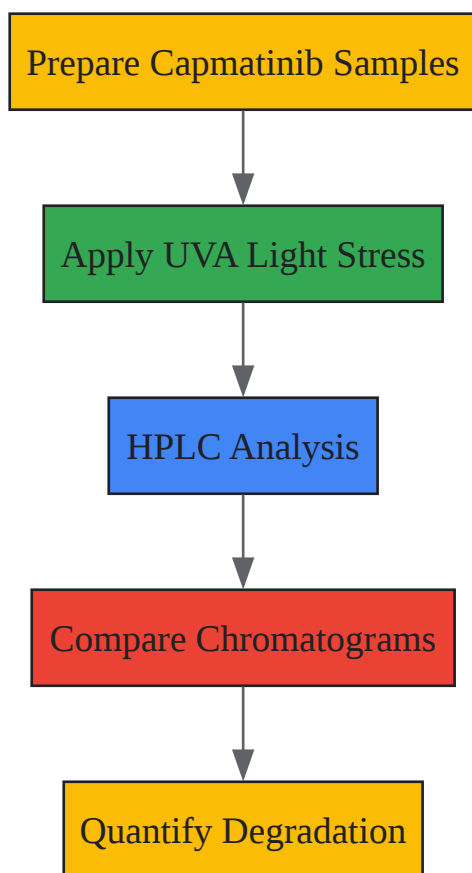 Prepare Capmatinib Samples
Apply UVA Light Stress
HPLC Analysis
Compare Chromatograms
Quantify Degradation